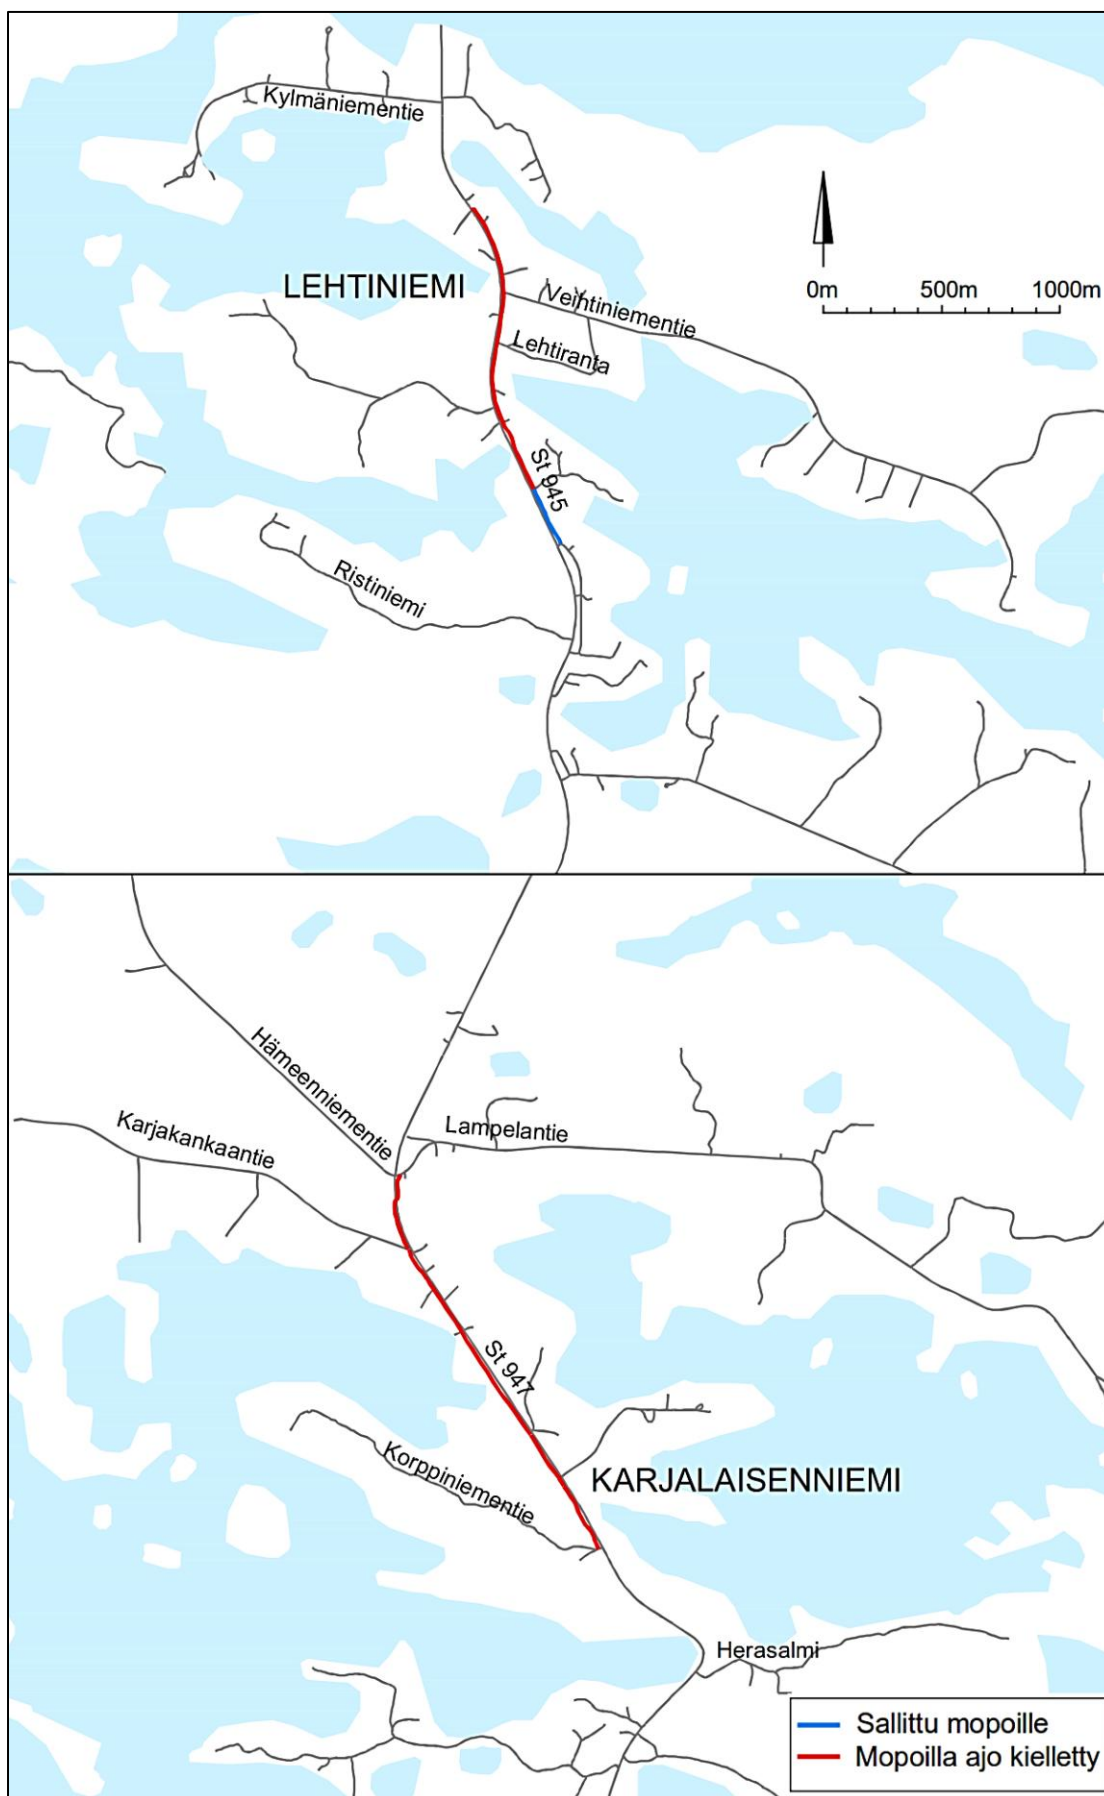 Kylmäniementie
LEHTINIEMI
Veihtiniementie
0m 500m 1000m
Lehtiranta
St 945
Ristiniemi
Hämeenniementie
Karjakankaantie
Lampelantie
St 947
Korppiniementie
KARJALAISENNIEMI
Herasalmi
Sallittu mopoille
Mopoilla ajo kielletty